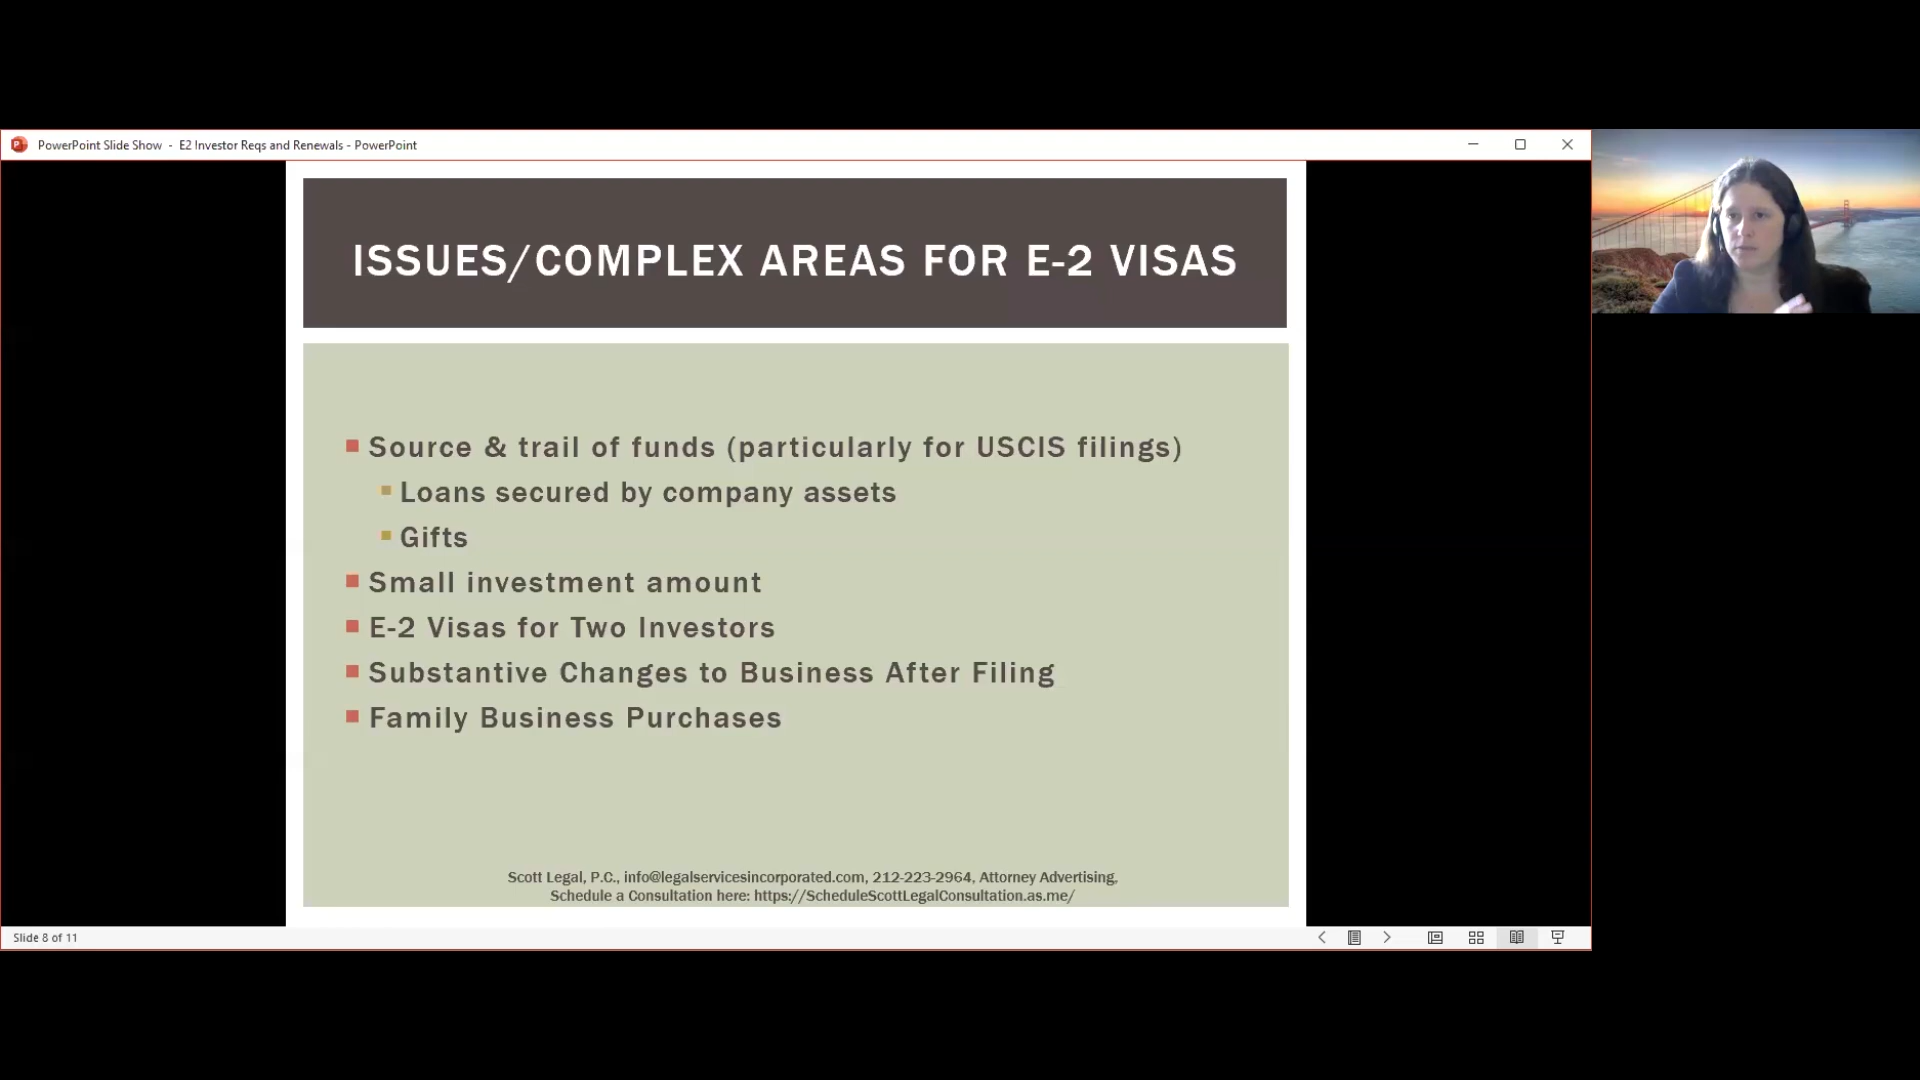 PowerPoint Slide Show - E2 Investor Reqs and Renewals - PowerPoint
ISSUES/COMPLEX AREAS FOR E-2 VISAS
Source & trail of funds (particularly for USCIS filings)
Loans secured by company assets
Gifts
Small investment amount
E-2 Visas for Two Investors
Substantive Changes to Business After Filing
Family Business Purchases
Scott Legal, P.C., info@legalservicesincorporated.com, 212-223-2964, Attorney Advertising,
Schedule a Consultation here: https://ScheduleScottLegalConsultation.as.me/
Slide 8 of 11